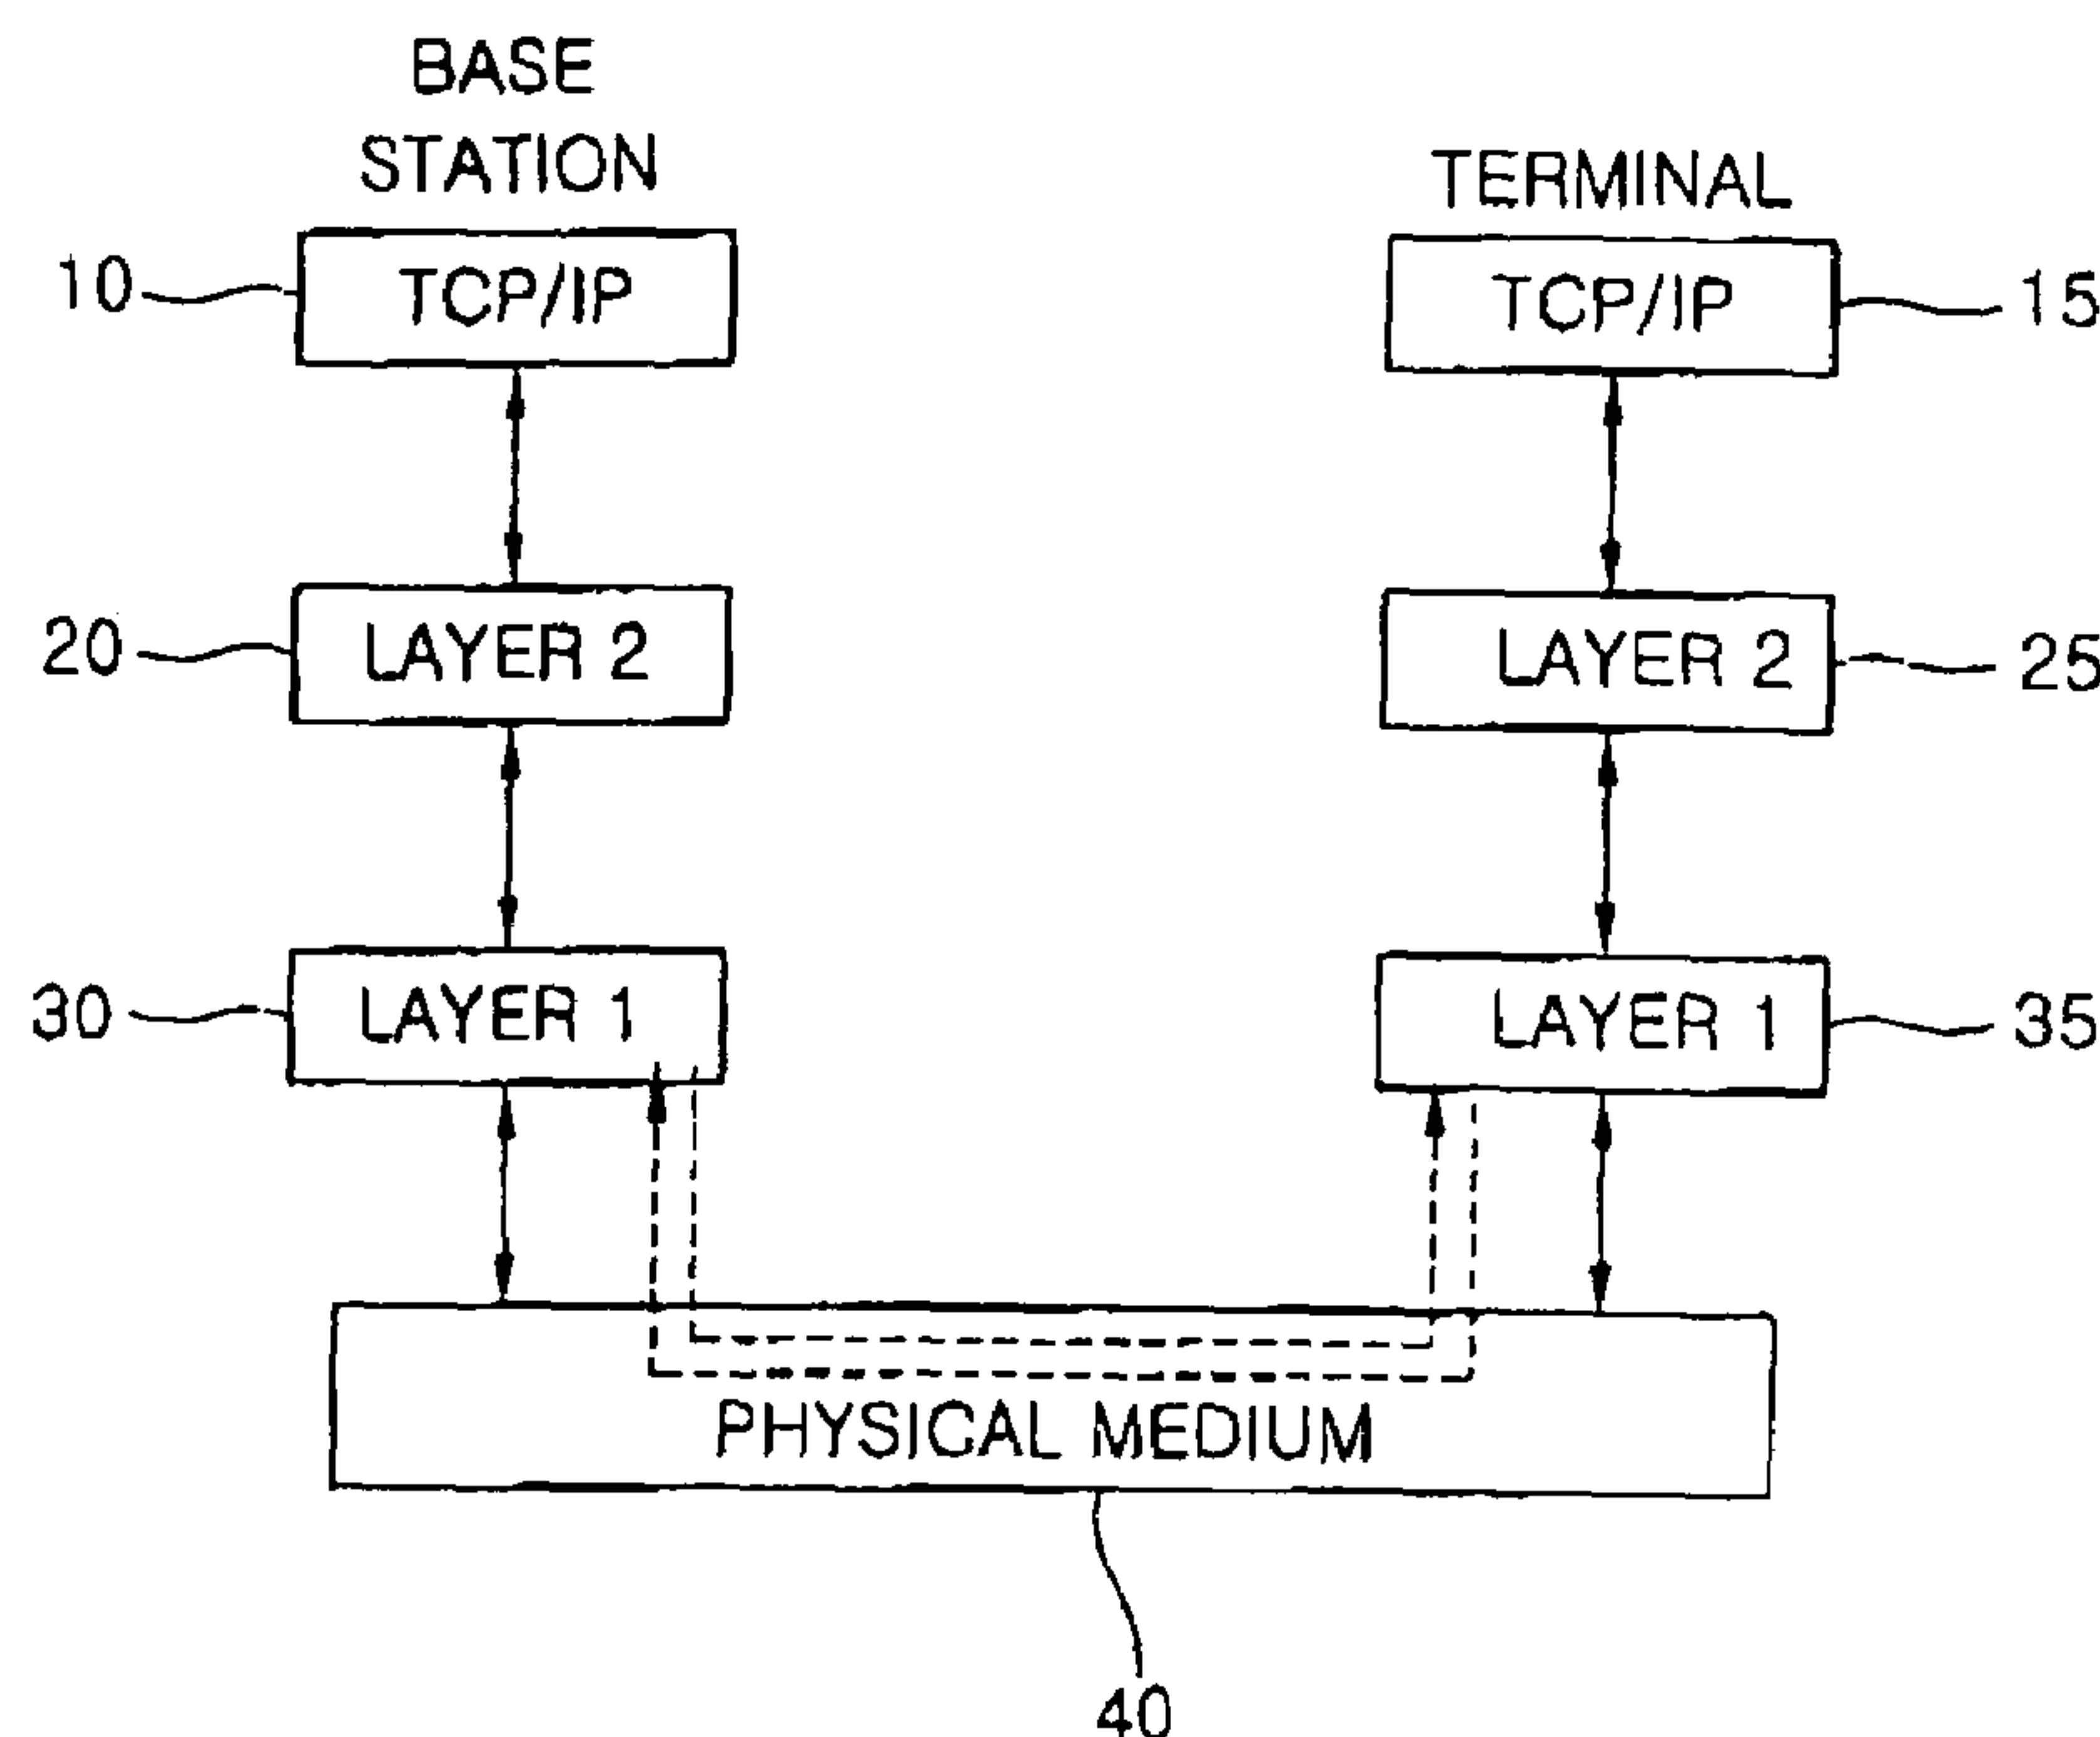 BASE
STATION
TERMINAL
10 TCP/IP TCP/IP 15
20 LAYER 2 LAYER 2 25
30 LAYER 1 LAYER 1 35
PHYSICAL MEDIUM
40